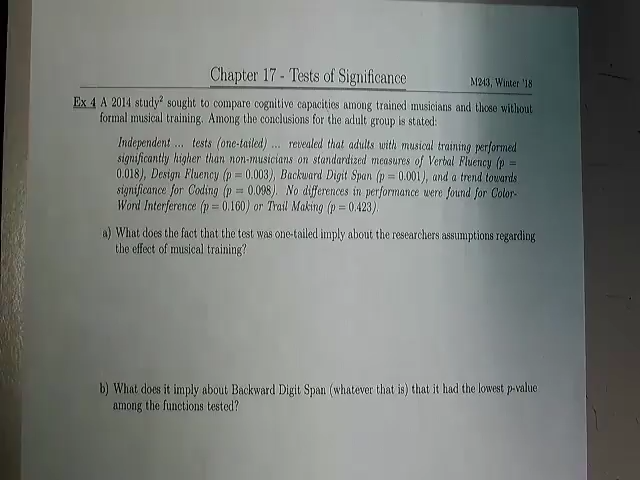 Chapter 17 - Tests of Significance
M243, Winter '18
Ex 4 A 2014 study² sought to compare cognitive capacities among trained musicians and those without
formal musical training. Among the conclusions for the adult group is stated:
Independent ... tests (one-tailed) ... revealed that adults with musical training performed
significantly higher than non-musicians on standardized measures of Verbal Fluency (p =
0.018), Design Fluency (p = 0.003), Backward Digit Span (p = 0.001), and a trend towards
significance for Coding (p = 0.098). No differences in performance were found for Color-
Word Interference (p = 0.160) or Trail Making (p = 0.423).
a) What does the fact that the test was one-tailed imply about the researchers assumptions regarding
the effect of musical training?
b) What does it imply about Backward Digit Span (whatever that is) that it had the lowest p-value
among the functions tested?